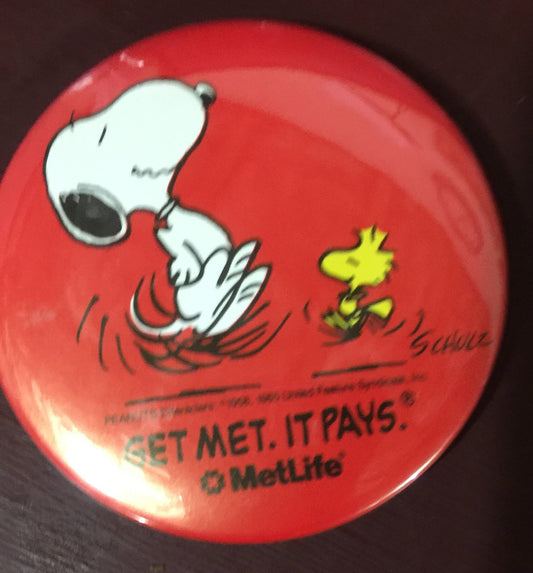 SCHULZ
PEANUTS Characters: © 1958, 1965 United Feature Syndicate, Inc.
GET MET. IT PAYS.®
MetLife®